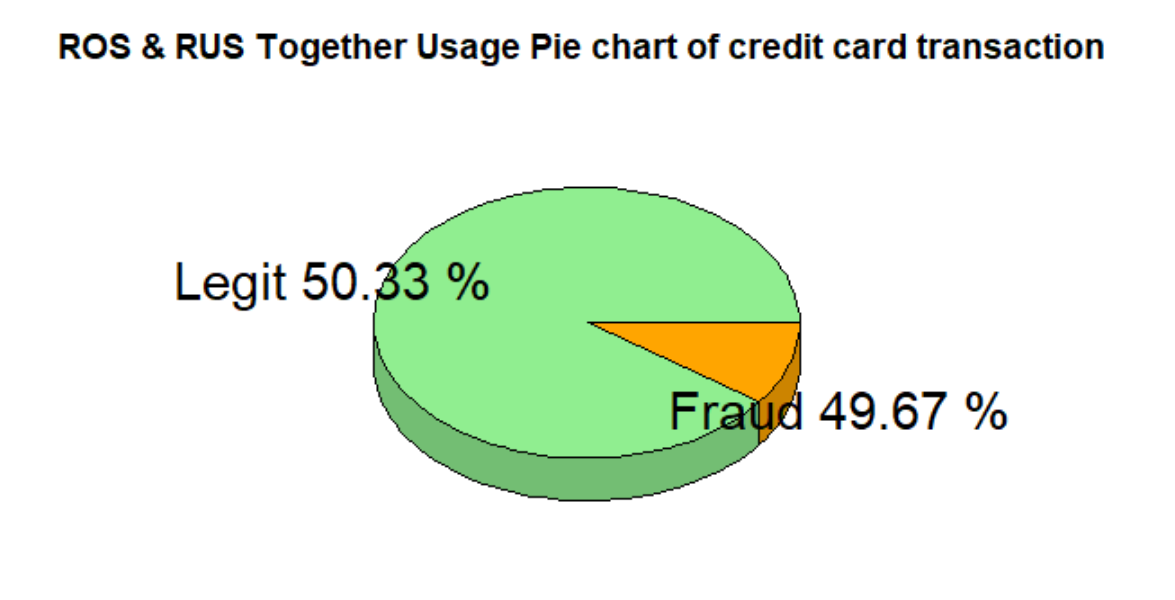 ROS & RUS Together Usage Pie chart of credit card transaction
Legit 50.33 %
Fraud 49.67 %